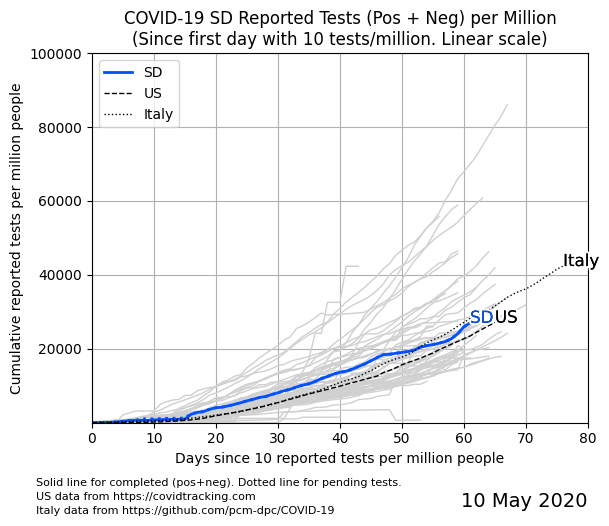 COVID-19 SD Reported Tests (Pos + Neg) per Million
(Since first day with 10 tests/million. Linear scale)
100000
80000
60000
40000
20000
Cumulative reported tests per million people
SD
US
Italy
Italy
SD
US
0 10 20 30 40 50 60 70 80
Days since 10 reported tests per million people
Solid line for completed (pos+neg). Dotted line for pending tests.
US data from https://covidtracking.com
Italy data from https://github.com/pcm-dpc/COVID-19
10 May 2020